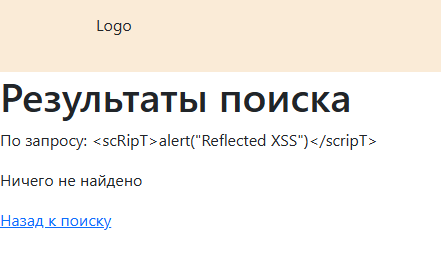 Logo
Результаты поиска
По запросу: <scRipT>alert("Reflected XSS")</scripT>
Ничего не найдено
Назад к поиску